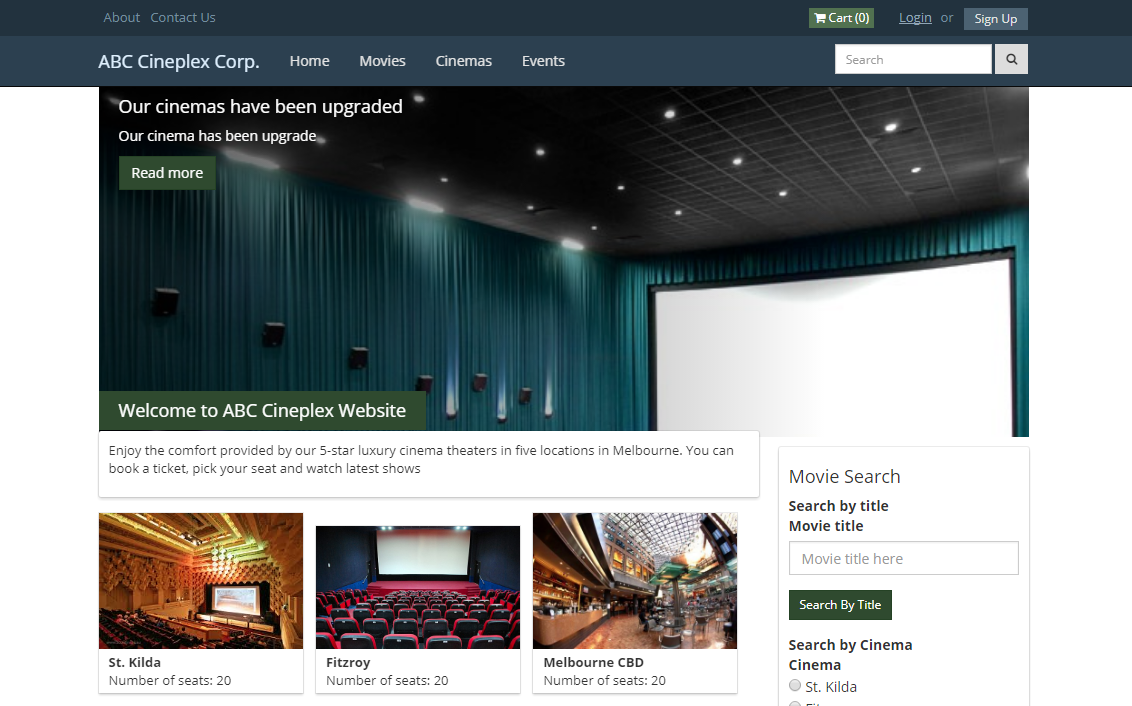 About Contact Us Cart (0) Login or Sign Up
ABC Cineplex Corp. Home Movies Cinemas Events Search
Our cinemas have been upgraded
Our cinema has been upgrade
Read more
Welcome to ABC Cineplex Website
Enjoy the comfort provided by our 5-star luxury cinema theaters in five locations in Melbourne. You can
book a ticket, pick your seat and watch latest shows
St. Kilda
Number of seats: 20
Fitzroy
Number of seats: 20
Melbourne CBD
Number of seats: 20
Movie Search
Search by title
Movie title
Movie title here
Search By Title
Search by Cinema
Cinema
St. Kilda